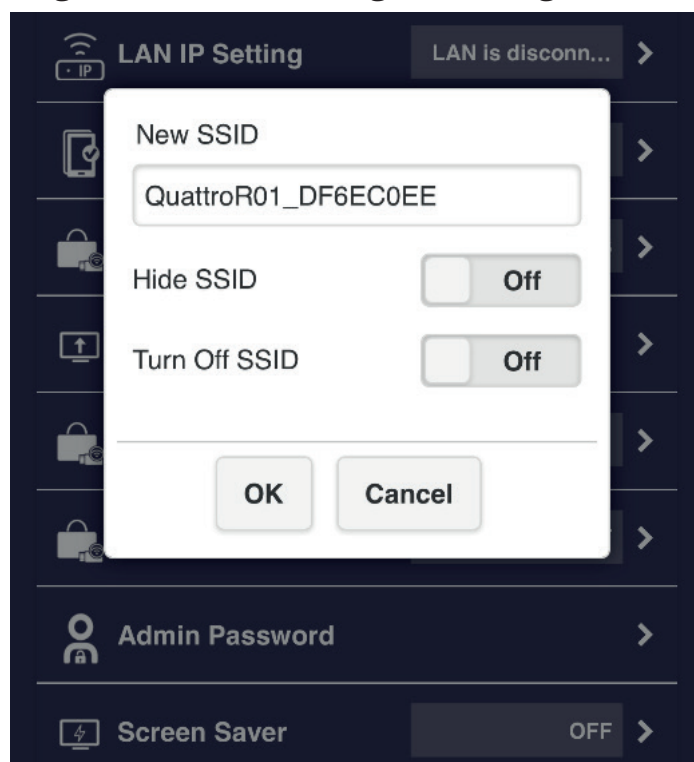 LAN IP Setting LAN is disconn...
New SSID
QuattroR01_DF6EC0EE
Hide SSID Off
Turn Off SSID Off
OK Cancel
Admin Password
Screen Saver OFF